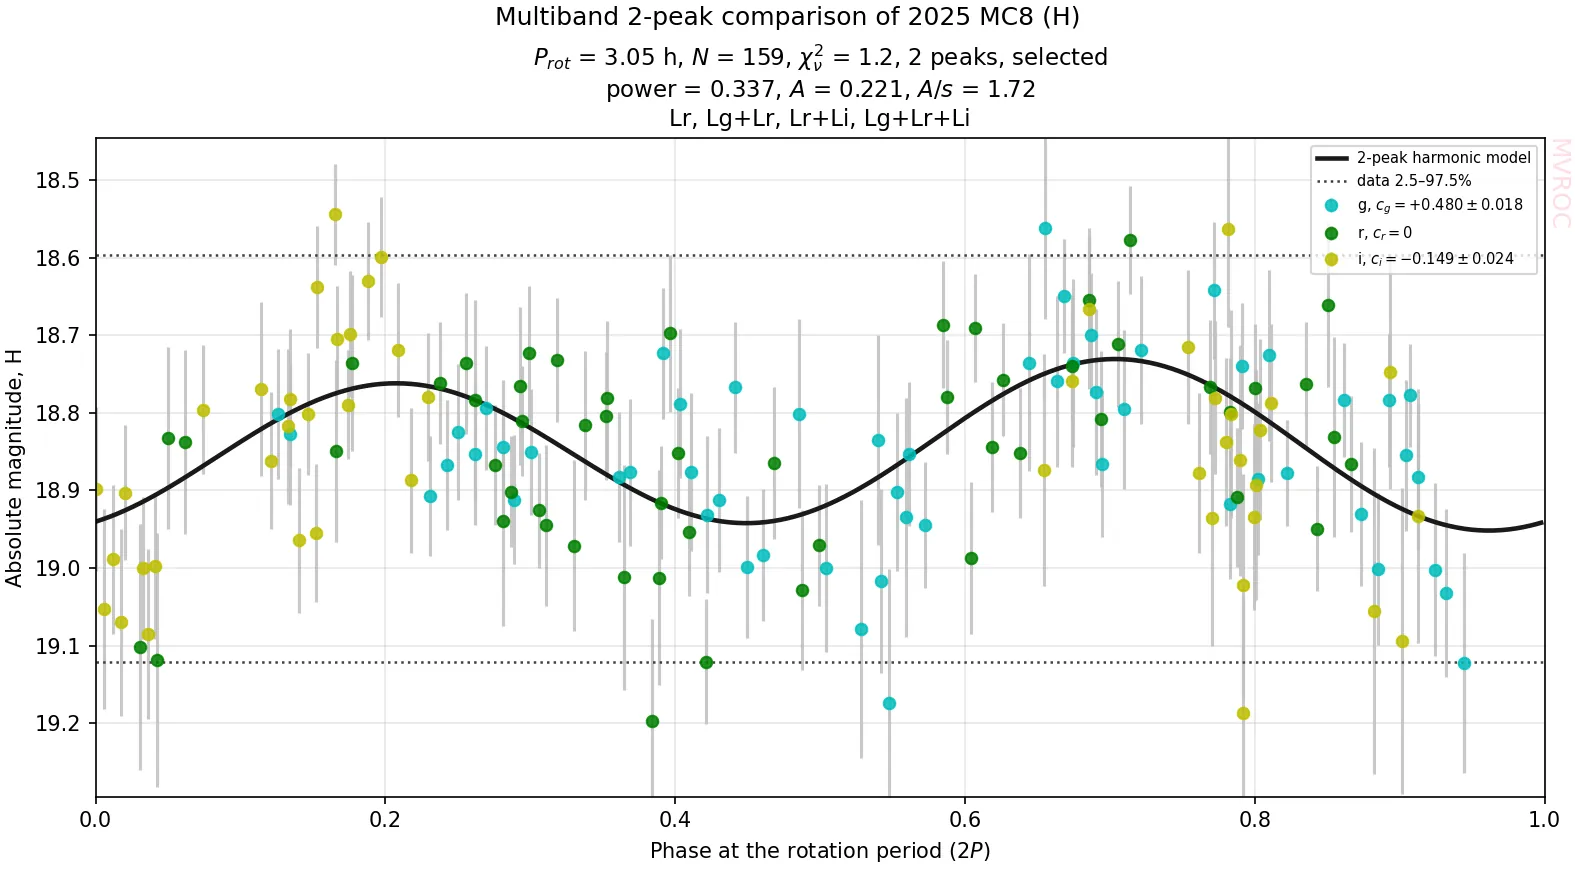 Multiband 2-peak comparison of 2025 MC8 (H)
P_rot = 3.05 h, N = 159, χ²_ν = 1.2, 2 peaks, selected
power = 0.337, A = 0.221, A/s = 1.72
Lr, Lg+Lr, Lr+Li, Lg+Lr+Li
MVROC
2-peak harmonic model
data 2.5–97.5%
g, c_g = +0.480 ± 0.018
r, c_r = 0
i, c_i = −0.149 ± 0.024
Absolute magnitude, H
18.5
18.6
18.7
18.8
18.9
19.0
19.1
19.2
0.0 0.2 0.4 0.6 0.8 1.0
Phase at the rotation period (2P)